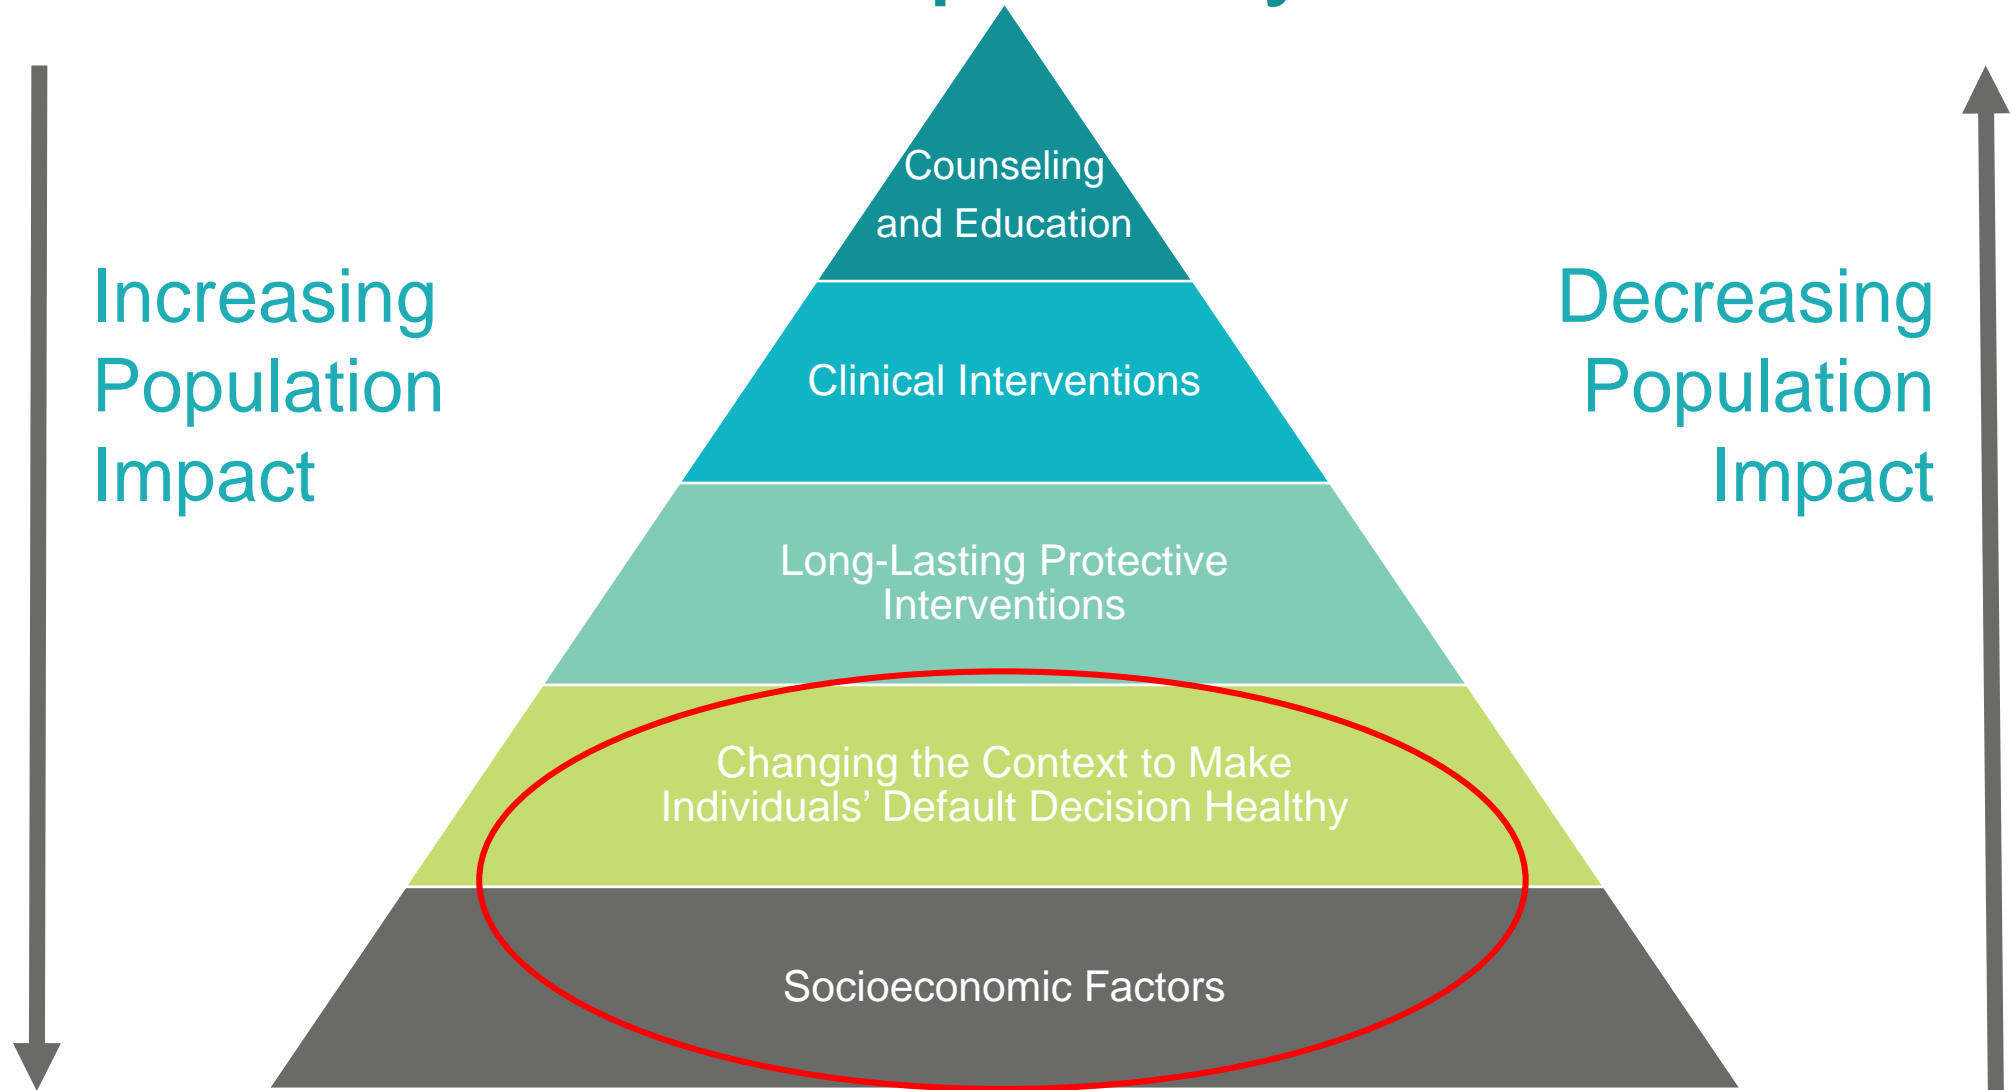 Counseling
and Education
Increasing
Population
Impact
Decreasing
Population
Impact
Clinical Interventions
Long-Lasting Protective
Interventions
Changing the Context to Make
Individuals’ Default Decision Healthy
Socioeconomic Factors